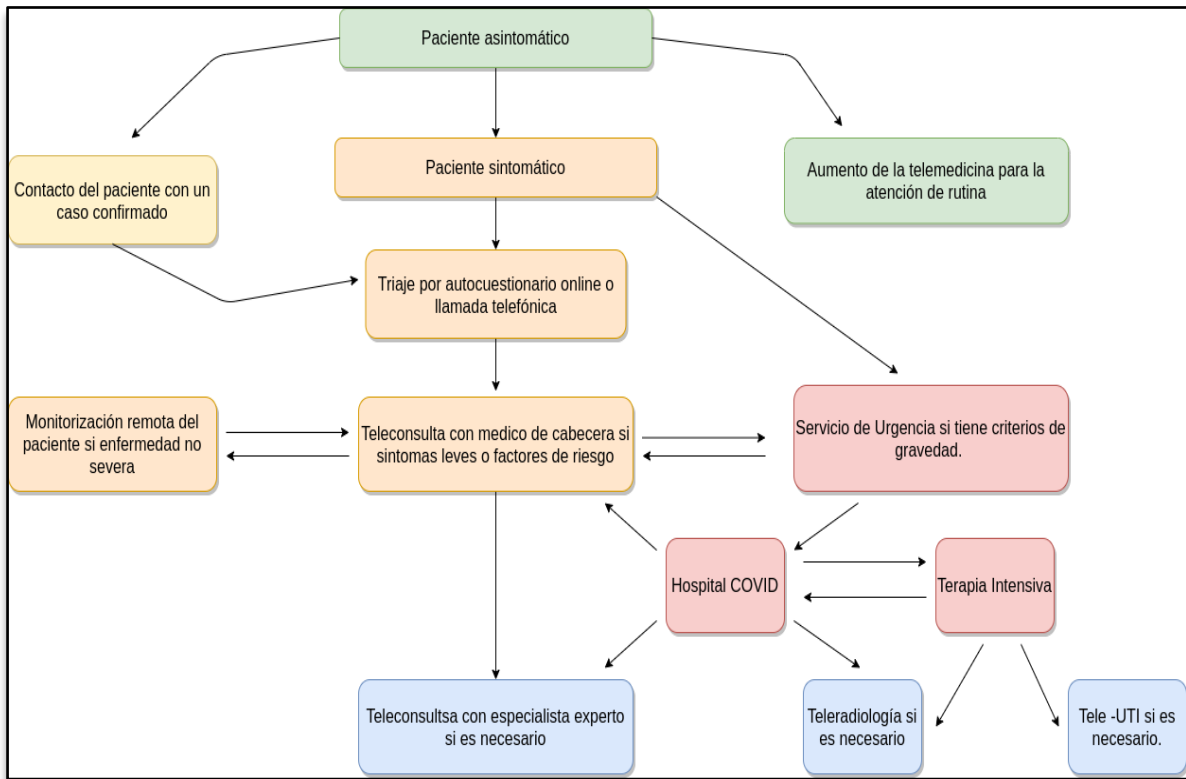 Paciente asintomático
Paciente sintomático
Contacto del paciente con un
caso confirmado
Aumento de la telemedicina para la
atención de rutina
Triaje por autocuestionario online o
llamada telefónica
Monitorización remota del
paciente si enfermedad no
severa
Teleconsulta con medico de cabecera si
sintomas leves o factores de riesgo
Servicio de Urgencia si tiene criterios de
gravedad.
Hospital COVID
Terapia Intensiva
Teleconsultsa con especialista experto
si es necesario
Teleradiología si
es necesario
Tele -UTI si es
necesario.